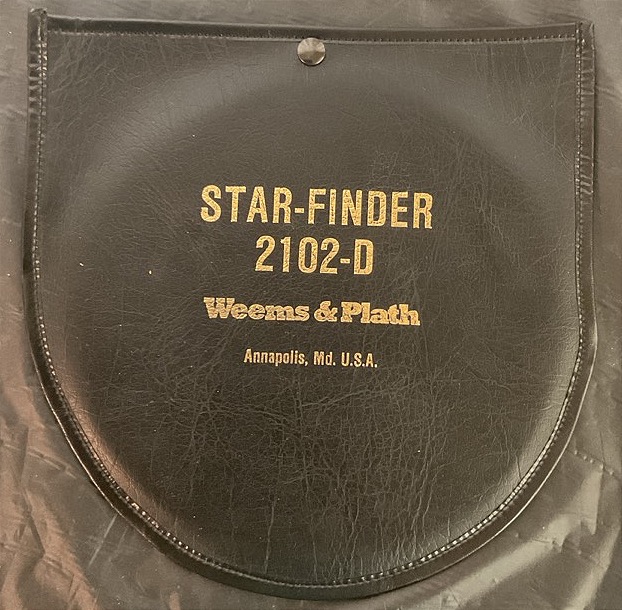 STAR-FINDER
2102-D
Weems & Plath
Annapolis, Md. U.S.A.